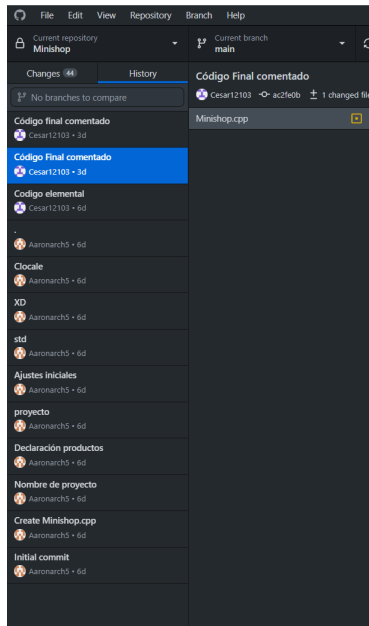 File Edit View Repository Branch Help
Current repository
Minishop
Current branch
main
Changes 44 History
No branches to compare
Código final comentado
Cesar12103 • 3d
Código Final comentado
Cesar12103 • 3d
Codigo elemental
Cesar12103 • 6d
.
Aaronarch5 • 6d
Clocale
Aaronarch5 • 6d
XD
Aaronarch5 • 6d
std
Aaronarch5 • 6d
Ajustes iniciales
Aaronarch5 • 6d
proyecto
Aaronarch5 • 6d
Declaración productos
Aaronarch5 • 6d
Nombre de proyecto
Aaronarch5 • 6d
Create Minishop.cpp
Aaronarch5 • 6d
Initial commit
Aaronarch5 • 6d
Código Final comentado
Cesar12103 ac2fe0b 1 changed file
Minishop.cpp